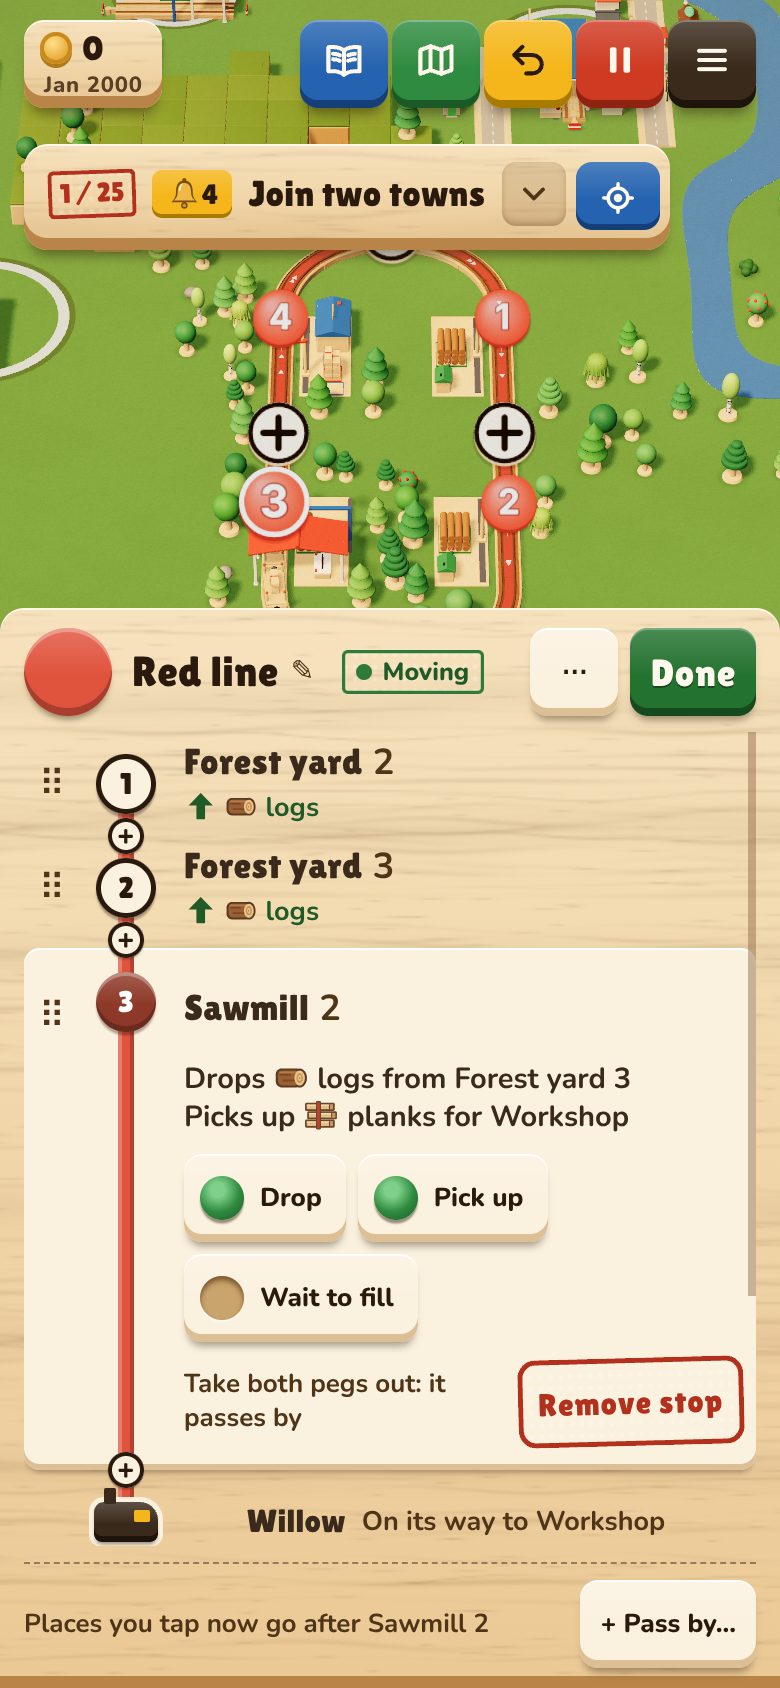 0
Jan 2000
1/25
4
Join two towns
4
1
3
2
Red line
Moving
...
Done
1
Forest yard 2
logs
2
Forest yard 3
logs
3
Sawmill 2
Drops logs from Forest yard 3
Picks up planks for Workshop
Drop
Pick up
Wait to fill
Take both pegs out: it
passes by
Remove stop
Willow On its way to Workshop
Places you tap now go after Sawmill 2
+ Pass by...